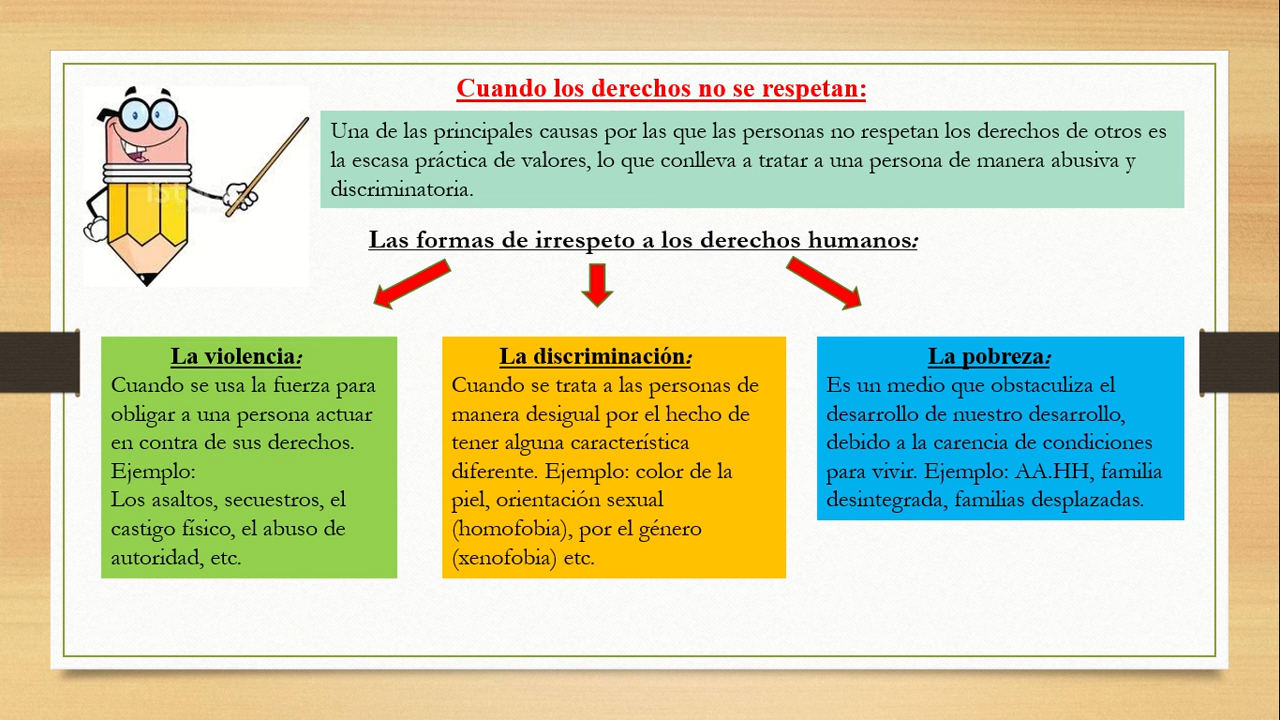 Cuando los derechos no se respetan:
Una de las principales causas por las que las personas no respetan los derechos de otros es
la escasa práctica de valores, lo que conlleva a tratar a una persona de manera abusiva y
discriminatoria.
Las formas de irrespeto a los derechos humanos:
La violencia:
Cuando se usa la fuerza para
obligar a una persona actuar
en contra de sus derechos.
Ejemplo:
Los asaltos, secuestros, el
castigo físico, el abuso de
autoridad, etc.
La discriminación:
Cuando se trata a las personas de
manera desigual por el hecho de
tener alguna característica
diferente. Ejemplo: color de la
piel, orientación sexual
(homofobia), por el género
(xenofobia) etc.
La pobreza:
Es un medio que obstaculiza el
desarrollo de nuestro desarrollo,
debido a la carencia de condiciones
para vivir. Ejemplo: AA.HH, familia
desintegrada, familias desplazadas.